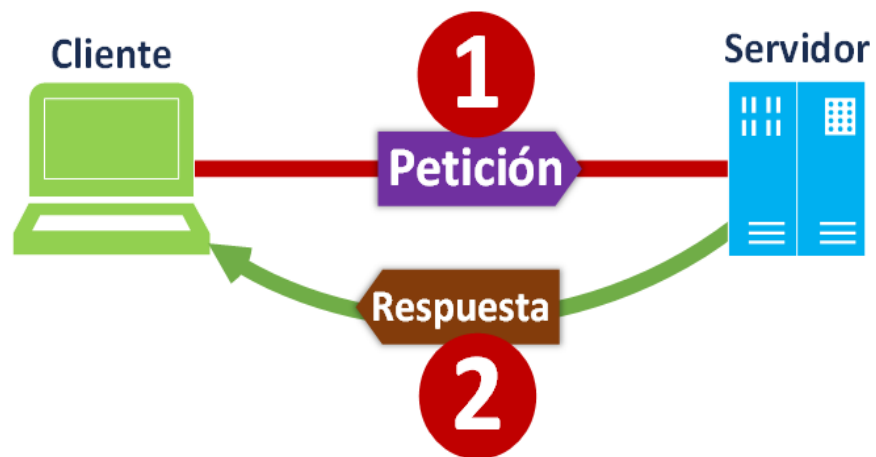 Cliente
1
Servidor
Petición
Respuesta
2